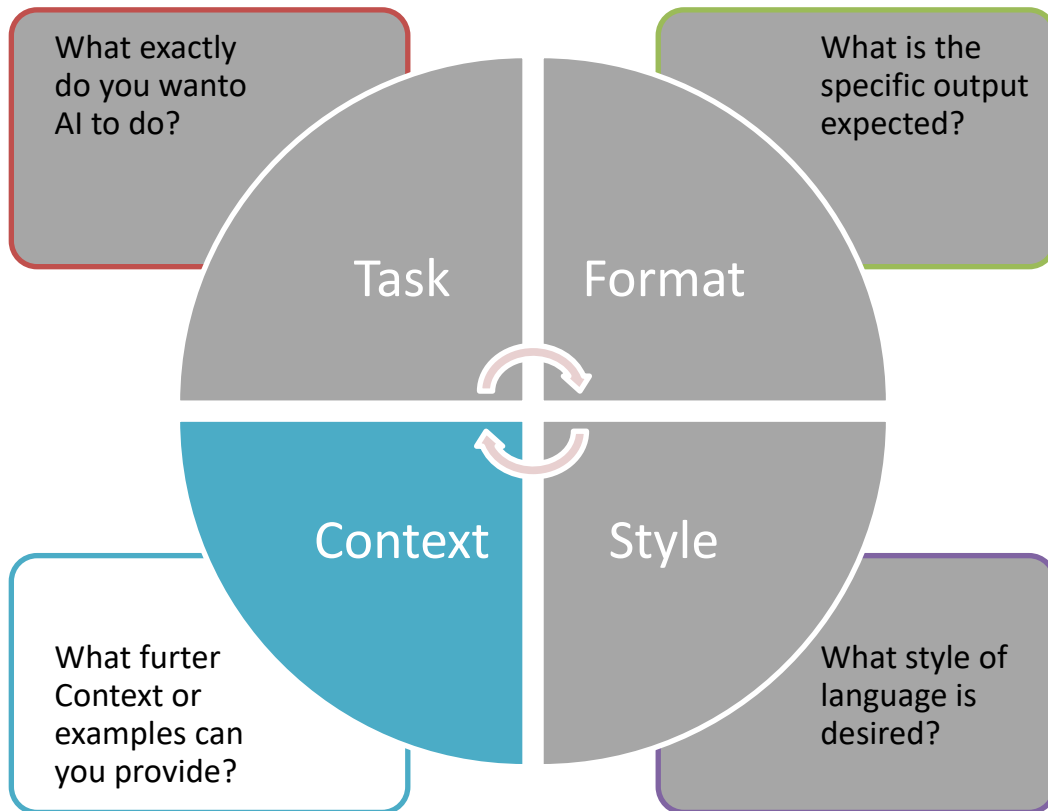 What exactly
do you wanto
AI to do?
What is the
specific output
expected?
Task
Format
Context
Style
What furter
Context or
examples can
you provide?
What style of
language is
desired?